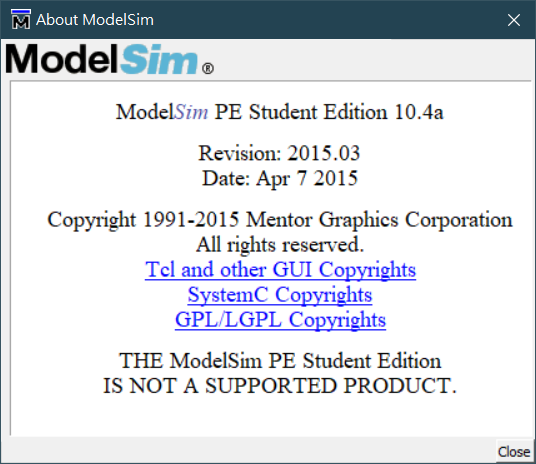 About ModelSim
ModelSim®
ModelSim PE Student Edition 10.4a
Revision: 2015.03
Date: Apr 7 2015
Copyright 1991-2015 Mentor Graphics Corporation
All rights reserved.
Tcl and other GUI Copyrights
SystemC Copyrights
GPL/LGPL Copyrights
THE ModelSim PE Student Edition
IS NOT A SUPPORTED PRODUCT.
Close